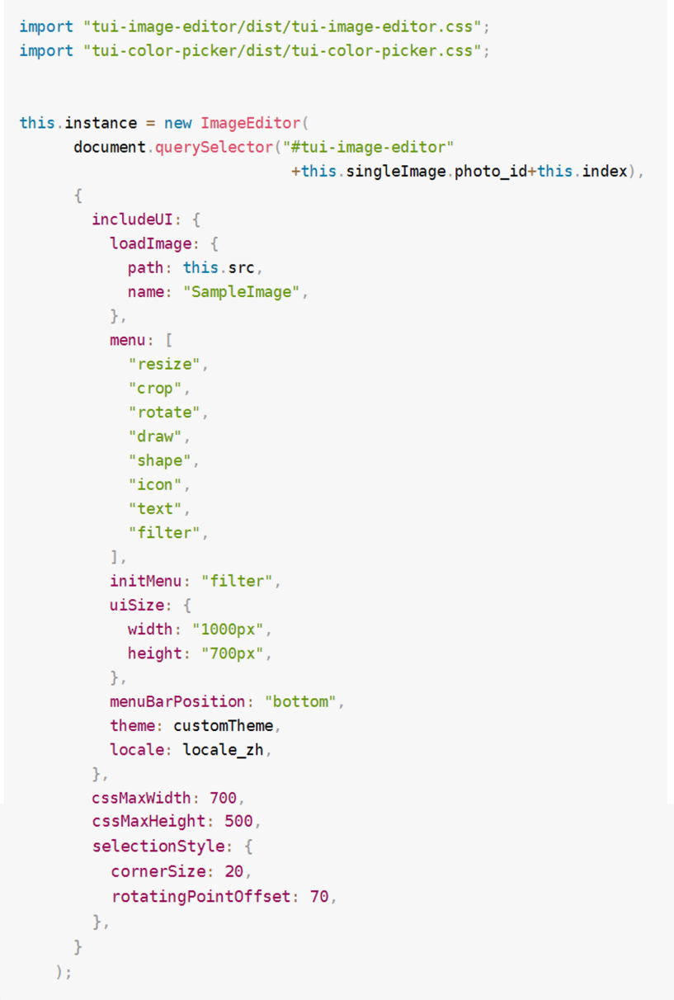 import "tui-image-editor/dist/tui-image-editor.css";
import "tui-color-picker/dist/tui-color-picker.css";
this.instance = new ImageEditor(
document.querySelector("#tui-image-editor"
+this.singleImage.photo_id+this.index),
{
includeUI: {
loadImage: {
path: this.src,
name: "SampleImage",
},
menu: [
"resize",
"crop",
"rotate",
"draw",
"shape",
"icon",
"text",
"filter",
],
initMenu: "filter",
uiSize: {
width: "1000px",
height: "700px",
},
menuBarPosition: "bottom",
theme: customTheme,
locale: locale_zh,
},
cssMaxWidth: 700,
cssMaxHeight: 500,
selectionStyle: {
cornerSize: 20,
rotatingPointOffset: 70,
},
}
);